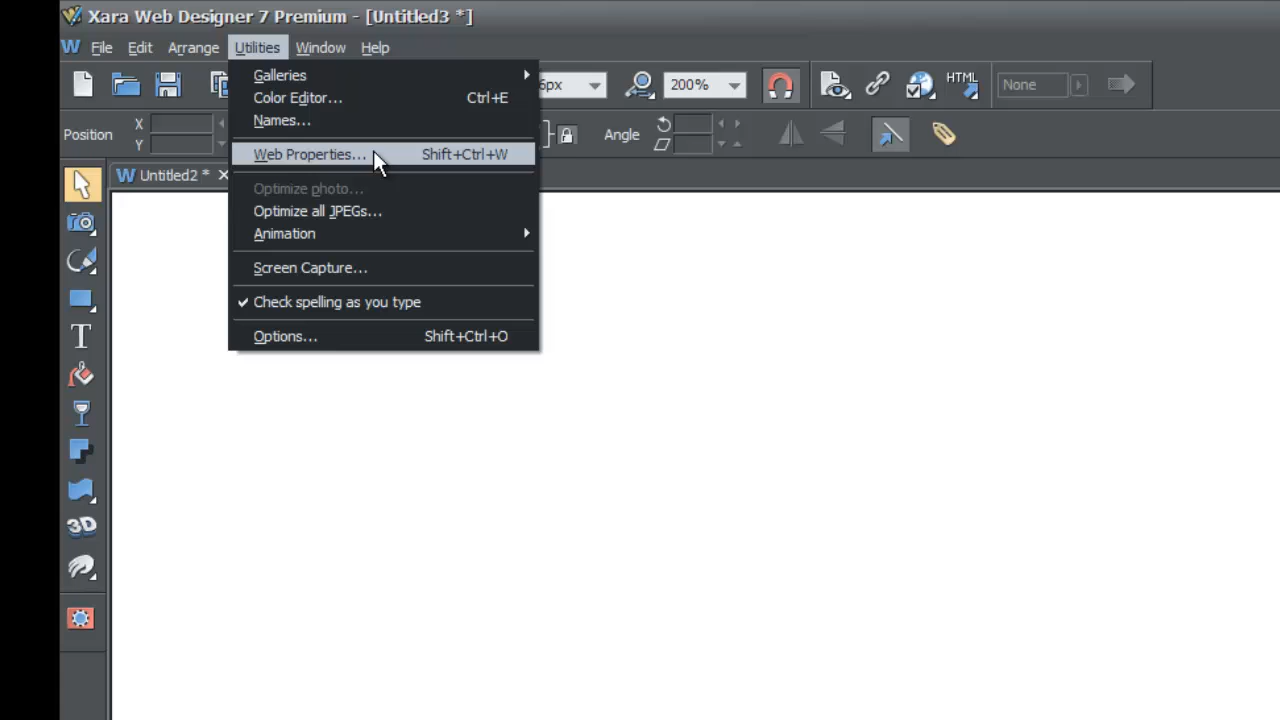 Xara Web Designer 7 Premium - [Untitled3 *]
W File Edit Arrange Utilities Window Help
6px 200% HTML None
Position X Y Angle
W Untitled2 *
Galleries
Color Editor... Ctrl+E
Names...
Web Properties... Shift+Ctrl+W
Optimize photo...
Optimize all JPEGs...
Animation
Screen Capture...
Check spelling as you type
Options... Shift+Ctrl+O
T
3D